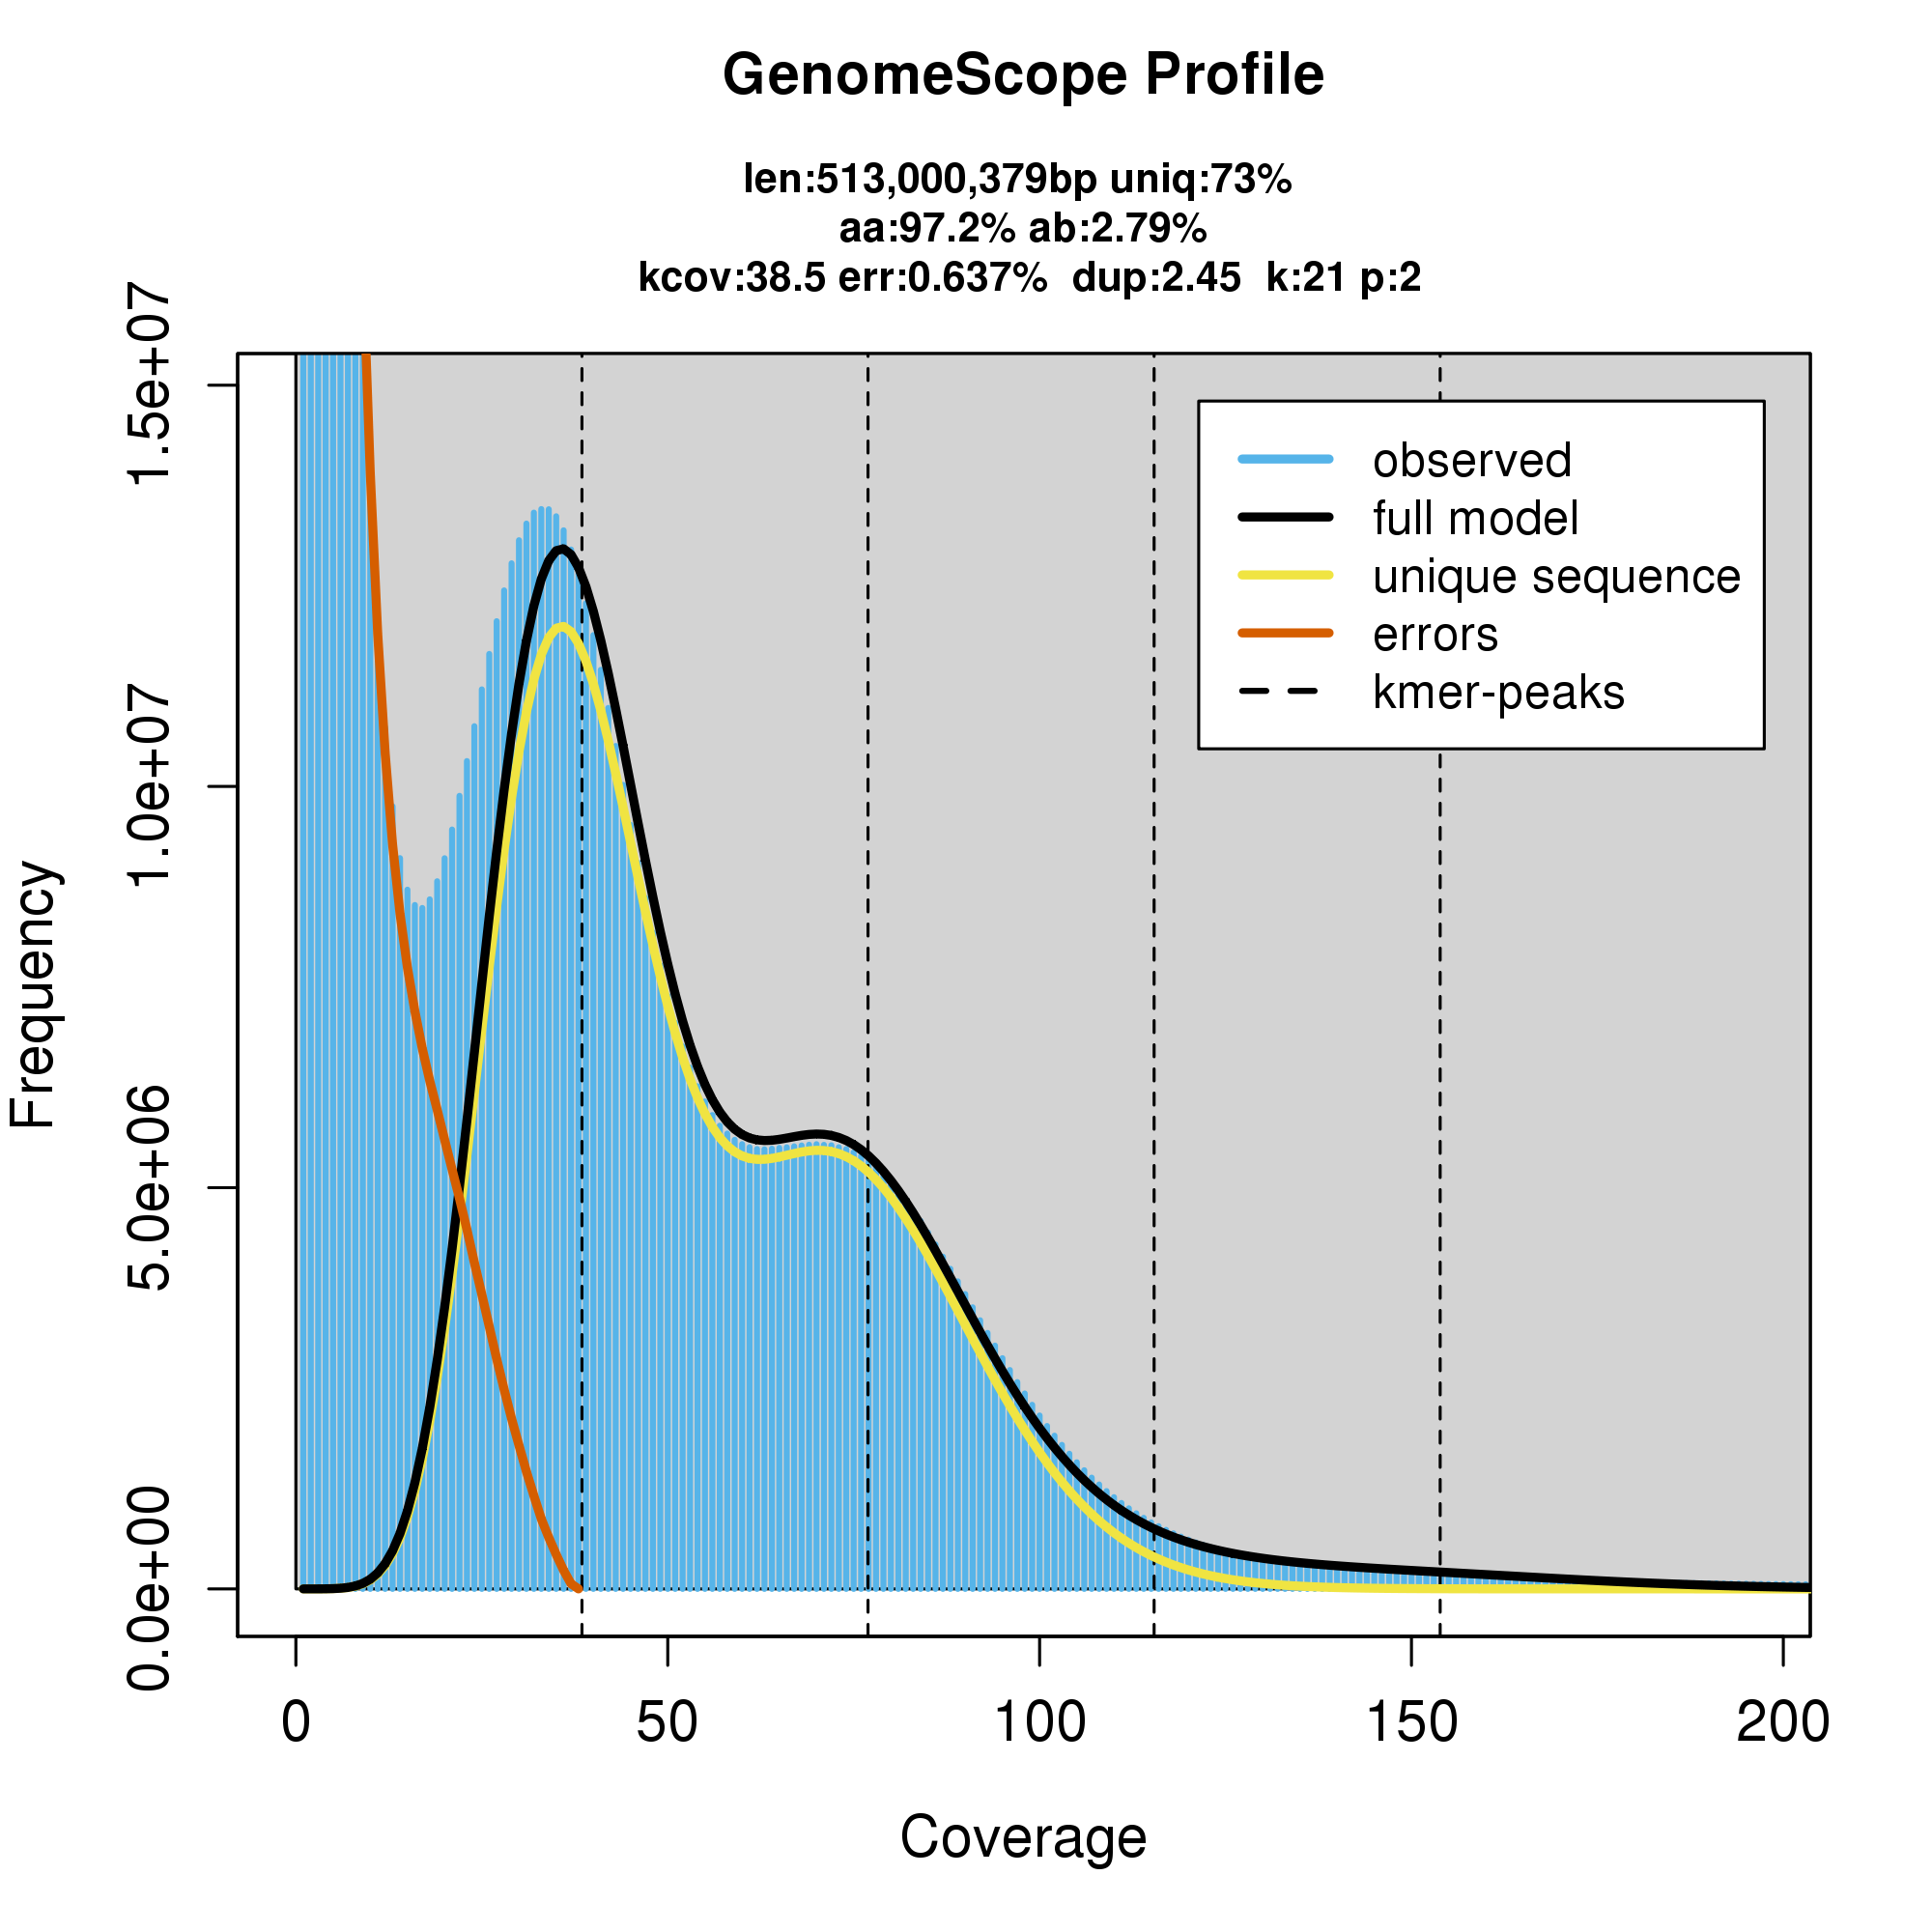 GenomeScope Profile
len:513,000,379bp uniq:73%
aa:97.2% ab:2.79%
kcov:38.5 err:0.637%  dup:2.45  k:21 p:2
1.5e+07
1.0e+07
5.0e+06
0.0e+00
Frequency
observed
full model
unique sequence
errors
kmer-peaks
0 50 100 150 200
Coverage